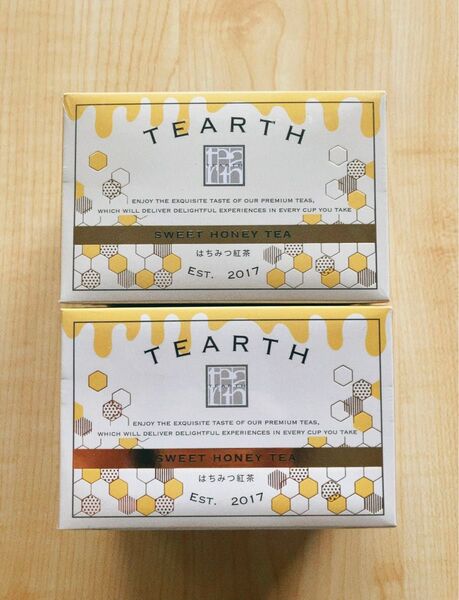 TEARTH
ENJOY THE EXQUISITE TASTE OF OUR PREMIUM TEAS,
WHICH WILL DELIVER DELIGHTFUL EXPERIENCES IN EVERY CUP YOU TAKE
SWEET HONEY TEA
はちみつ紅茶
EST. 2017
TEARTH
ENJOY THE EXQUISITE TASTE OF OUR PREMIUM TEAS,
WHICH WILL DELIVER DELIGHTFUL EXPERIENCES IN EVERY CUP YOU TAKE
SWEET HONEY TEA
はちみつ紅茶
EST. 2017